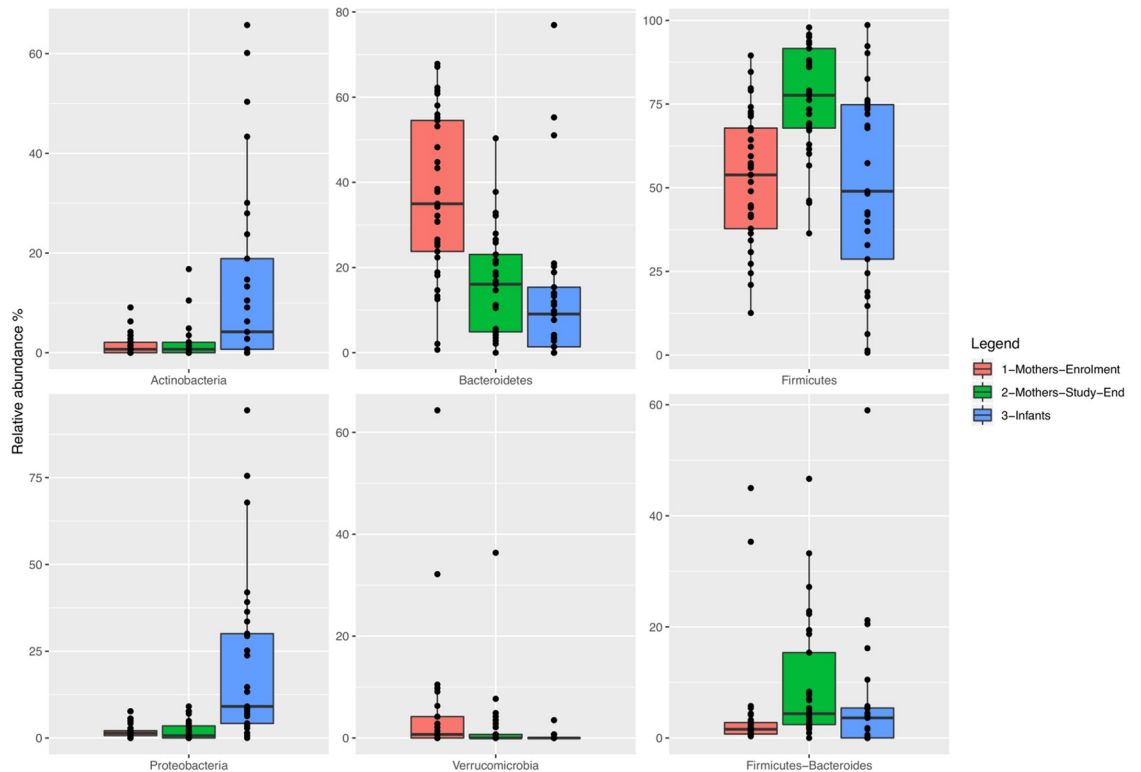 Relative abundance %
60
40
20
0
Actinobacteria
80
60
40
20
0
Bacteroidetes
100
75
50
25
0
Firmicutes
75
50
25
0
Proteobacteria
60
40
20
0
Verrucomicrobia
60
40
20
0
Firmicutes−Bacteroides
Legend
1−Mothers−Enrolment
2−Mothers−Study−End
3−Infants